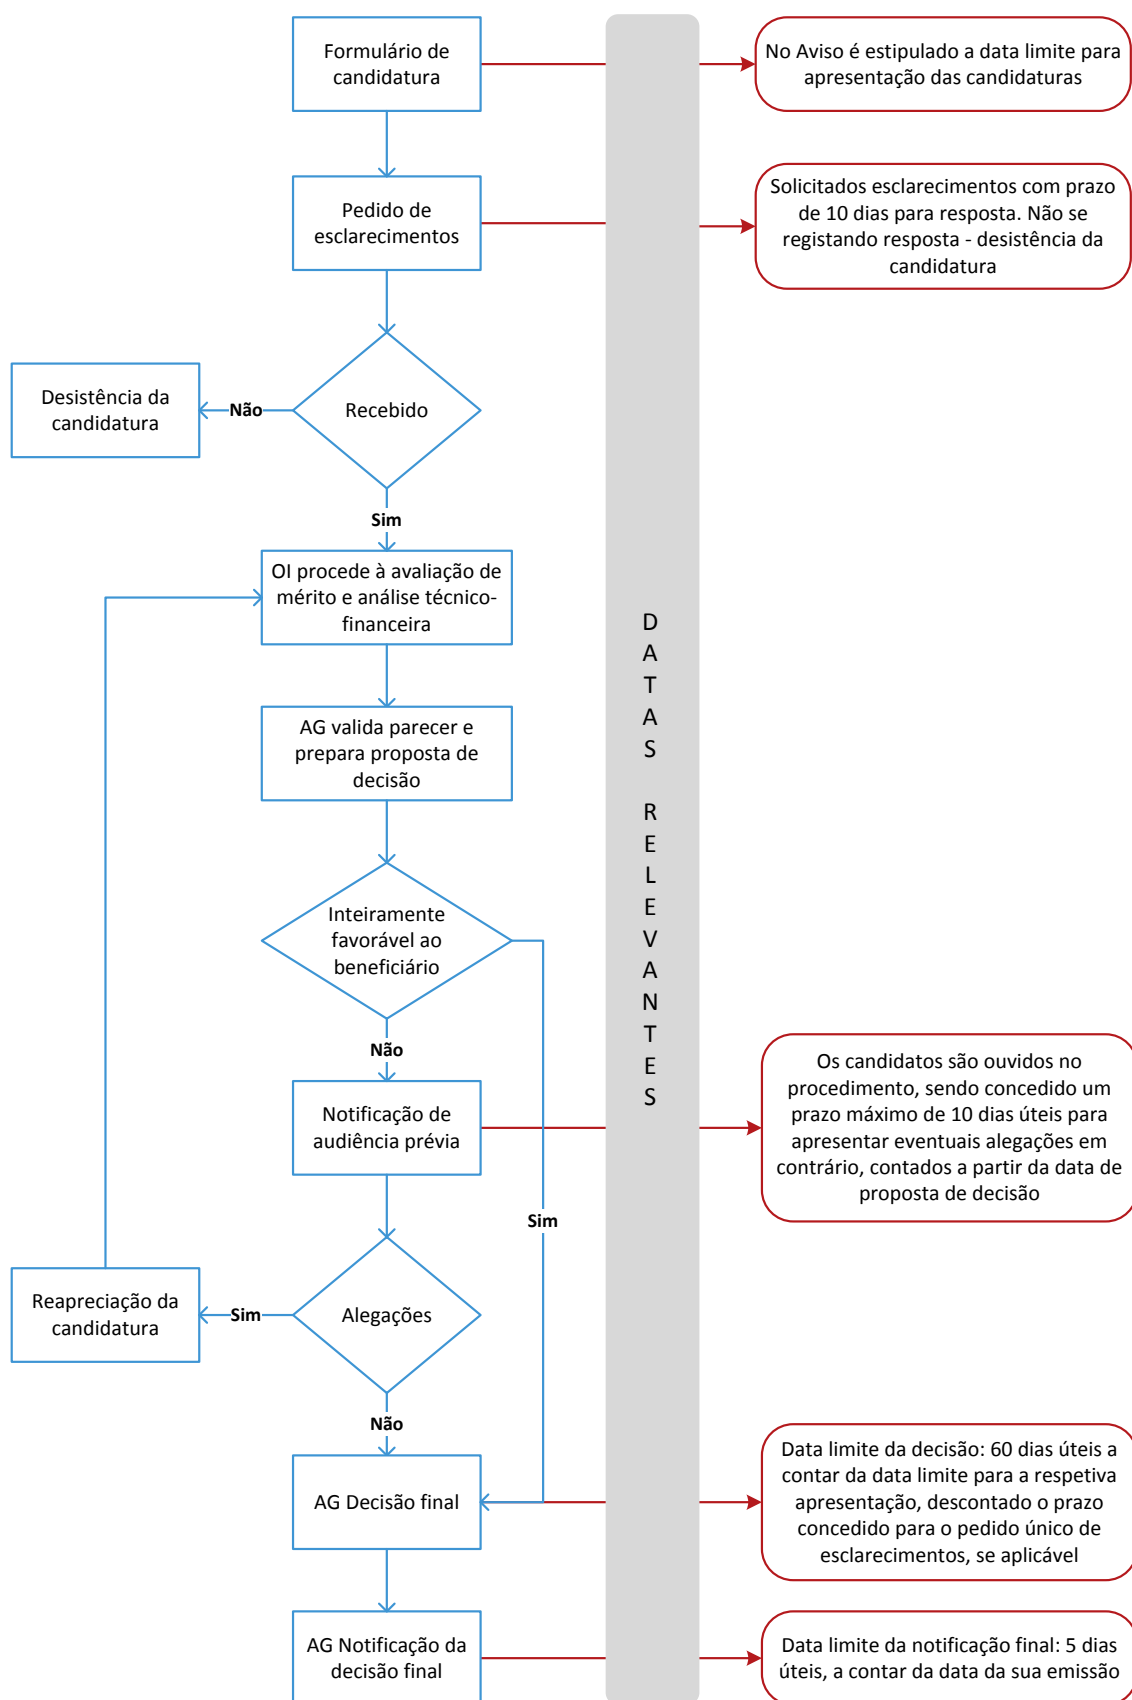 Formulário de
candidatura
No Aviso é estipulado a data limite para
apresentação das candidaturas
Pedido de
esclarecimentos
Solicitados esclarecimentos com prazo
de 10 dias para resposta. Não se
registando resposta - desistência da
candidatura
Desistência da
candidatura
Não
Recebido
Sim
OI procede à avaliação de
mérito e análise técnico-
financeira
AG valida parecer e
prepara proposta de
decisão
Inteiramente
favorável ao
beneficiário
Não
Sim
Notificação de
audiência prévia
Os candidatos são ouvidos no
procedimento, sendo concedido um
prazo máximo de 10 dias úteis para
apresentar eventuais alegações em
contrário, contados a partir da data de
proposta de decisão
Reapreciação da
candidatura
Sim
Alegações
Não
AG Decisão final
Data limite da decisão: 60 dias úteis a
contar da data limite para a respetiva
apresentação, descontado o prazo
concedido para o pedido único de
esclarecimentos, se aplicável
AG Notificação da
decisão final
Data limite da notificação final: 5 dias
úteis, a contar da data da sua emissão
DATAS RELEVANTES